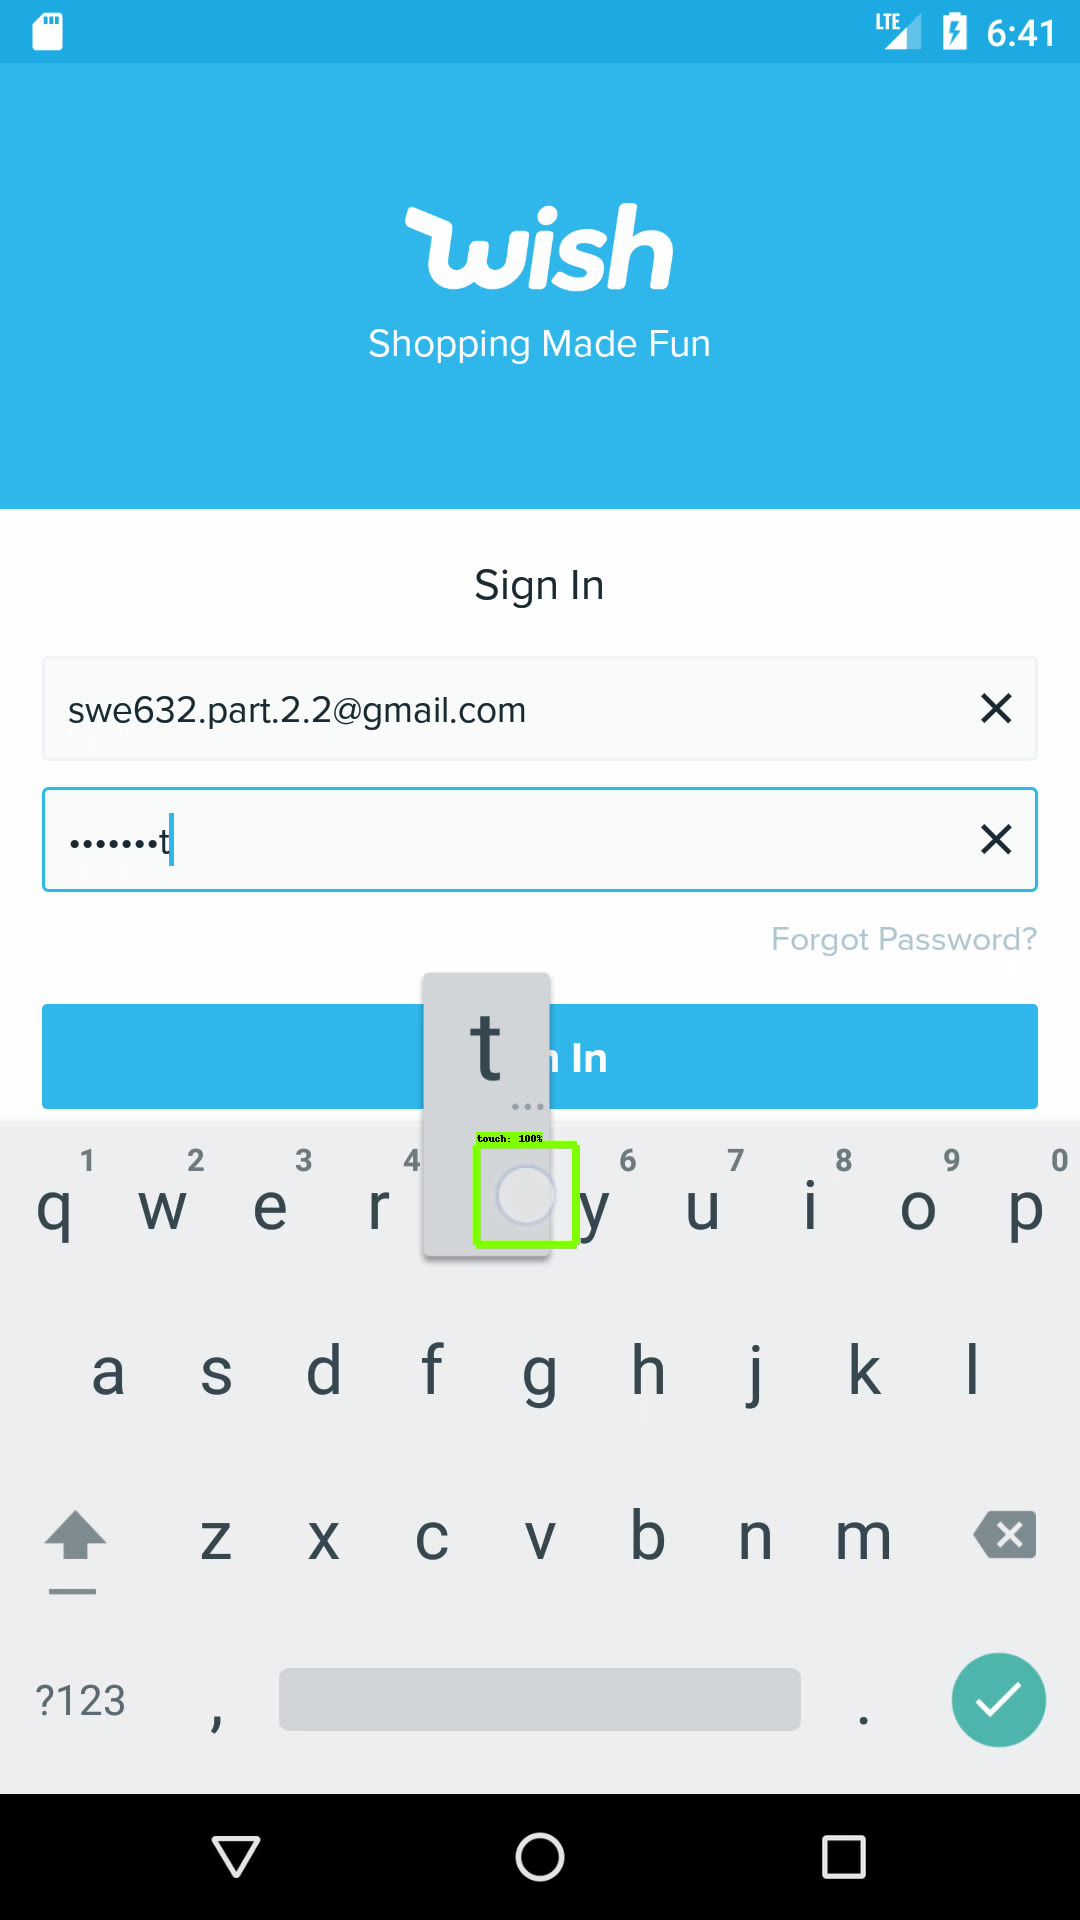 LTE 6:41
wish
Shopping Made Fun
Sign In
swe632.part.2.2@gmail.com
•••••••t
Forgot Password?
t
n In
...
touch: 100%
1 2 3 4 6 7 8 9 0
q w e r y u i o p
a s d f g h j k l
z x c v b n m
?123 , .